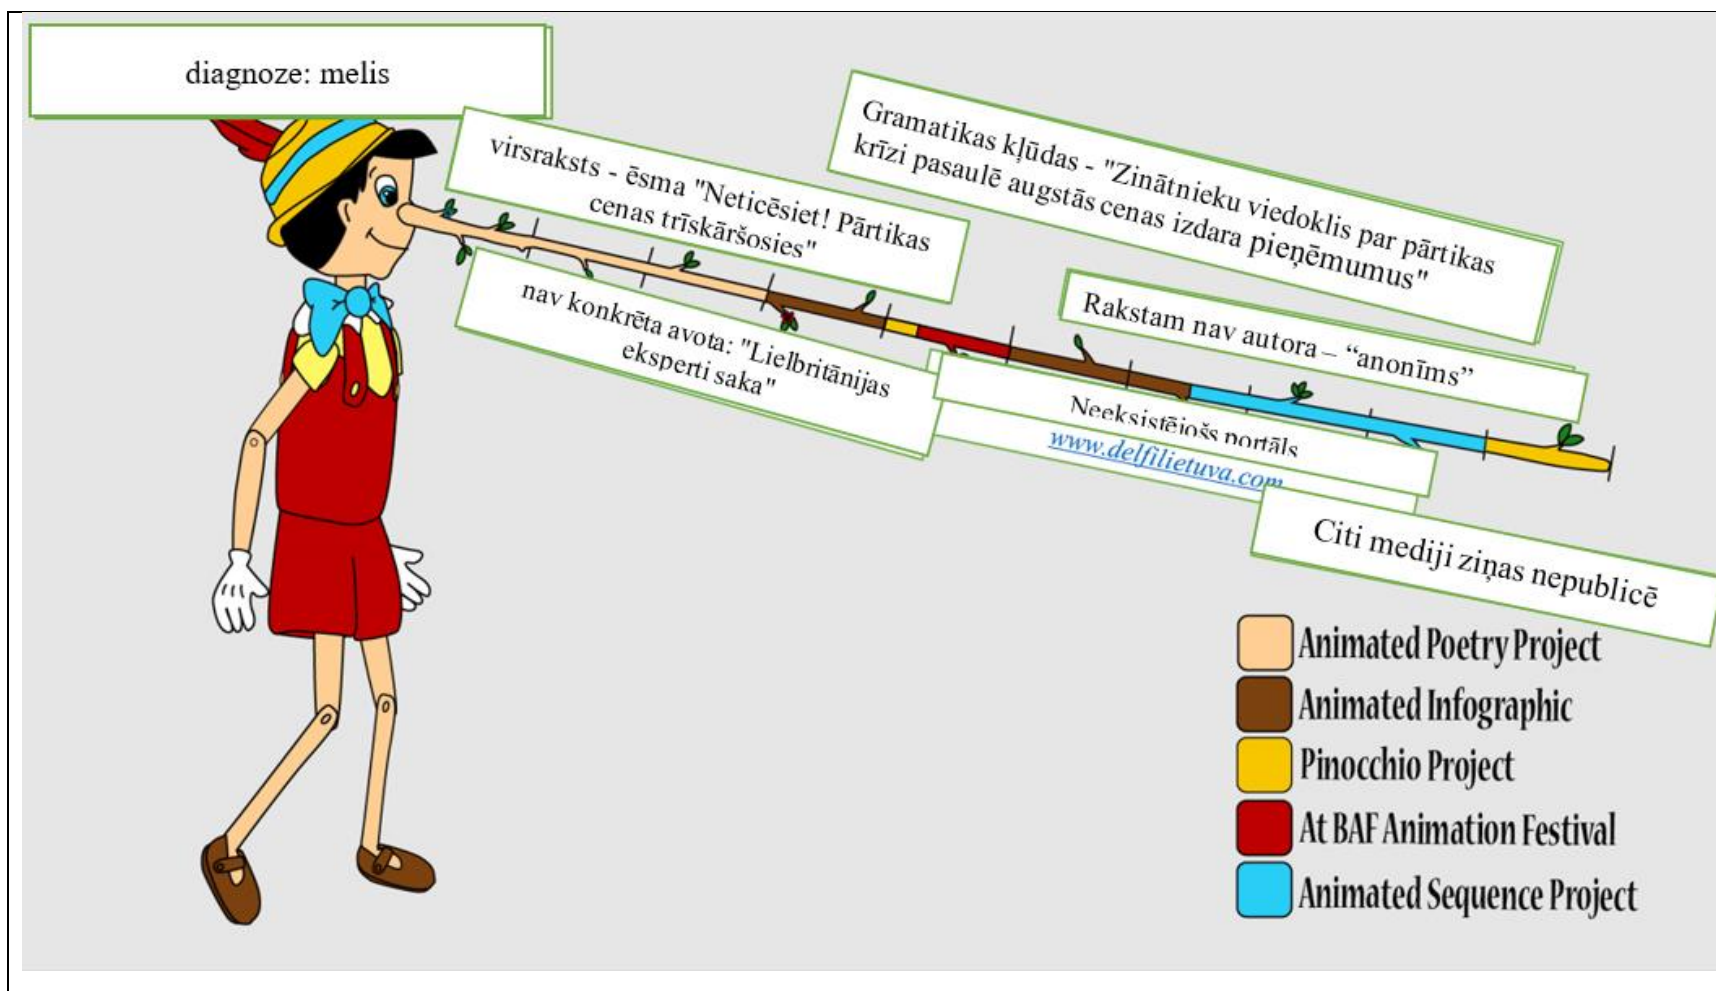 diagnoze: melis
virsraksts - ēsma "Neticēsiet! Pārtikas
cenas trīskāršosies"
Gramatikas kļūdas - "Zinātnieku viedoklis par pārtikas
krīzi pasaulē augstās cenas izdara pieņēmumus"
nav konkrēta avota: "Lielbritānijas
eksperti saka"
Rakstam nav autora – “anonīms”
Neeksistējošs portāls
www.delfilietuva.com
Citi mediji ziņas nepublicē
Animated Poetry Project
Animated Infographic
Pinocchio Project
At BAF Animation Festival
Animated Sequence Project